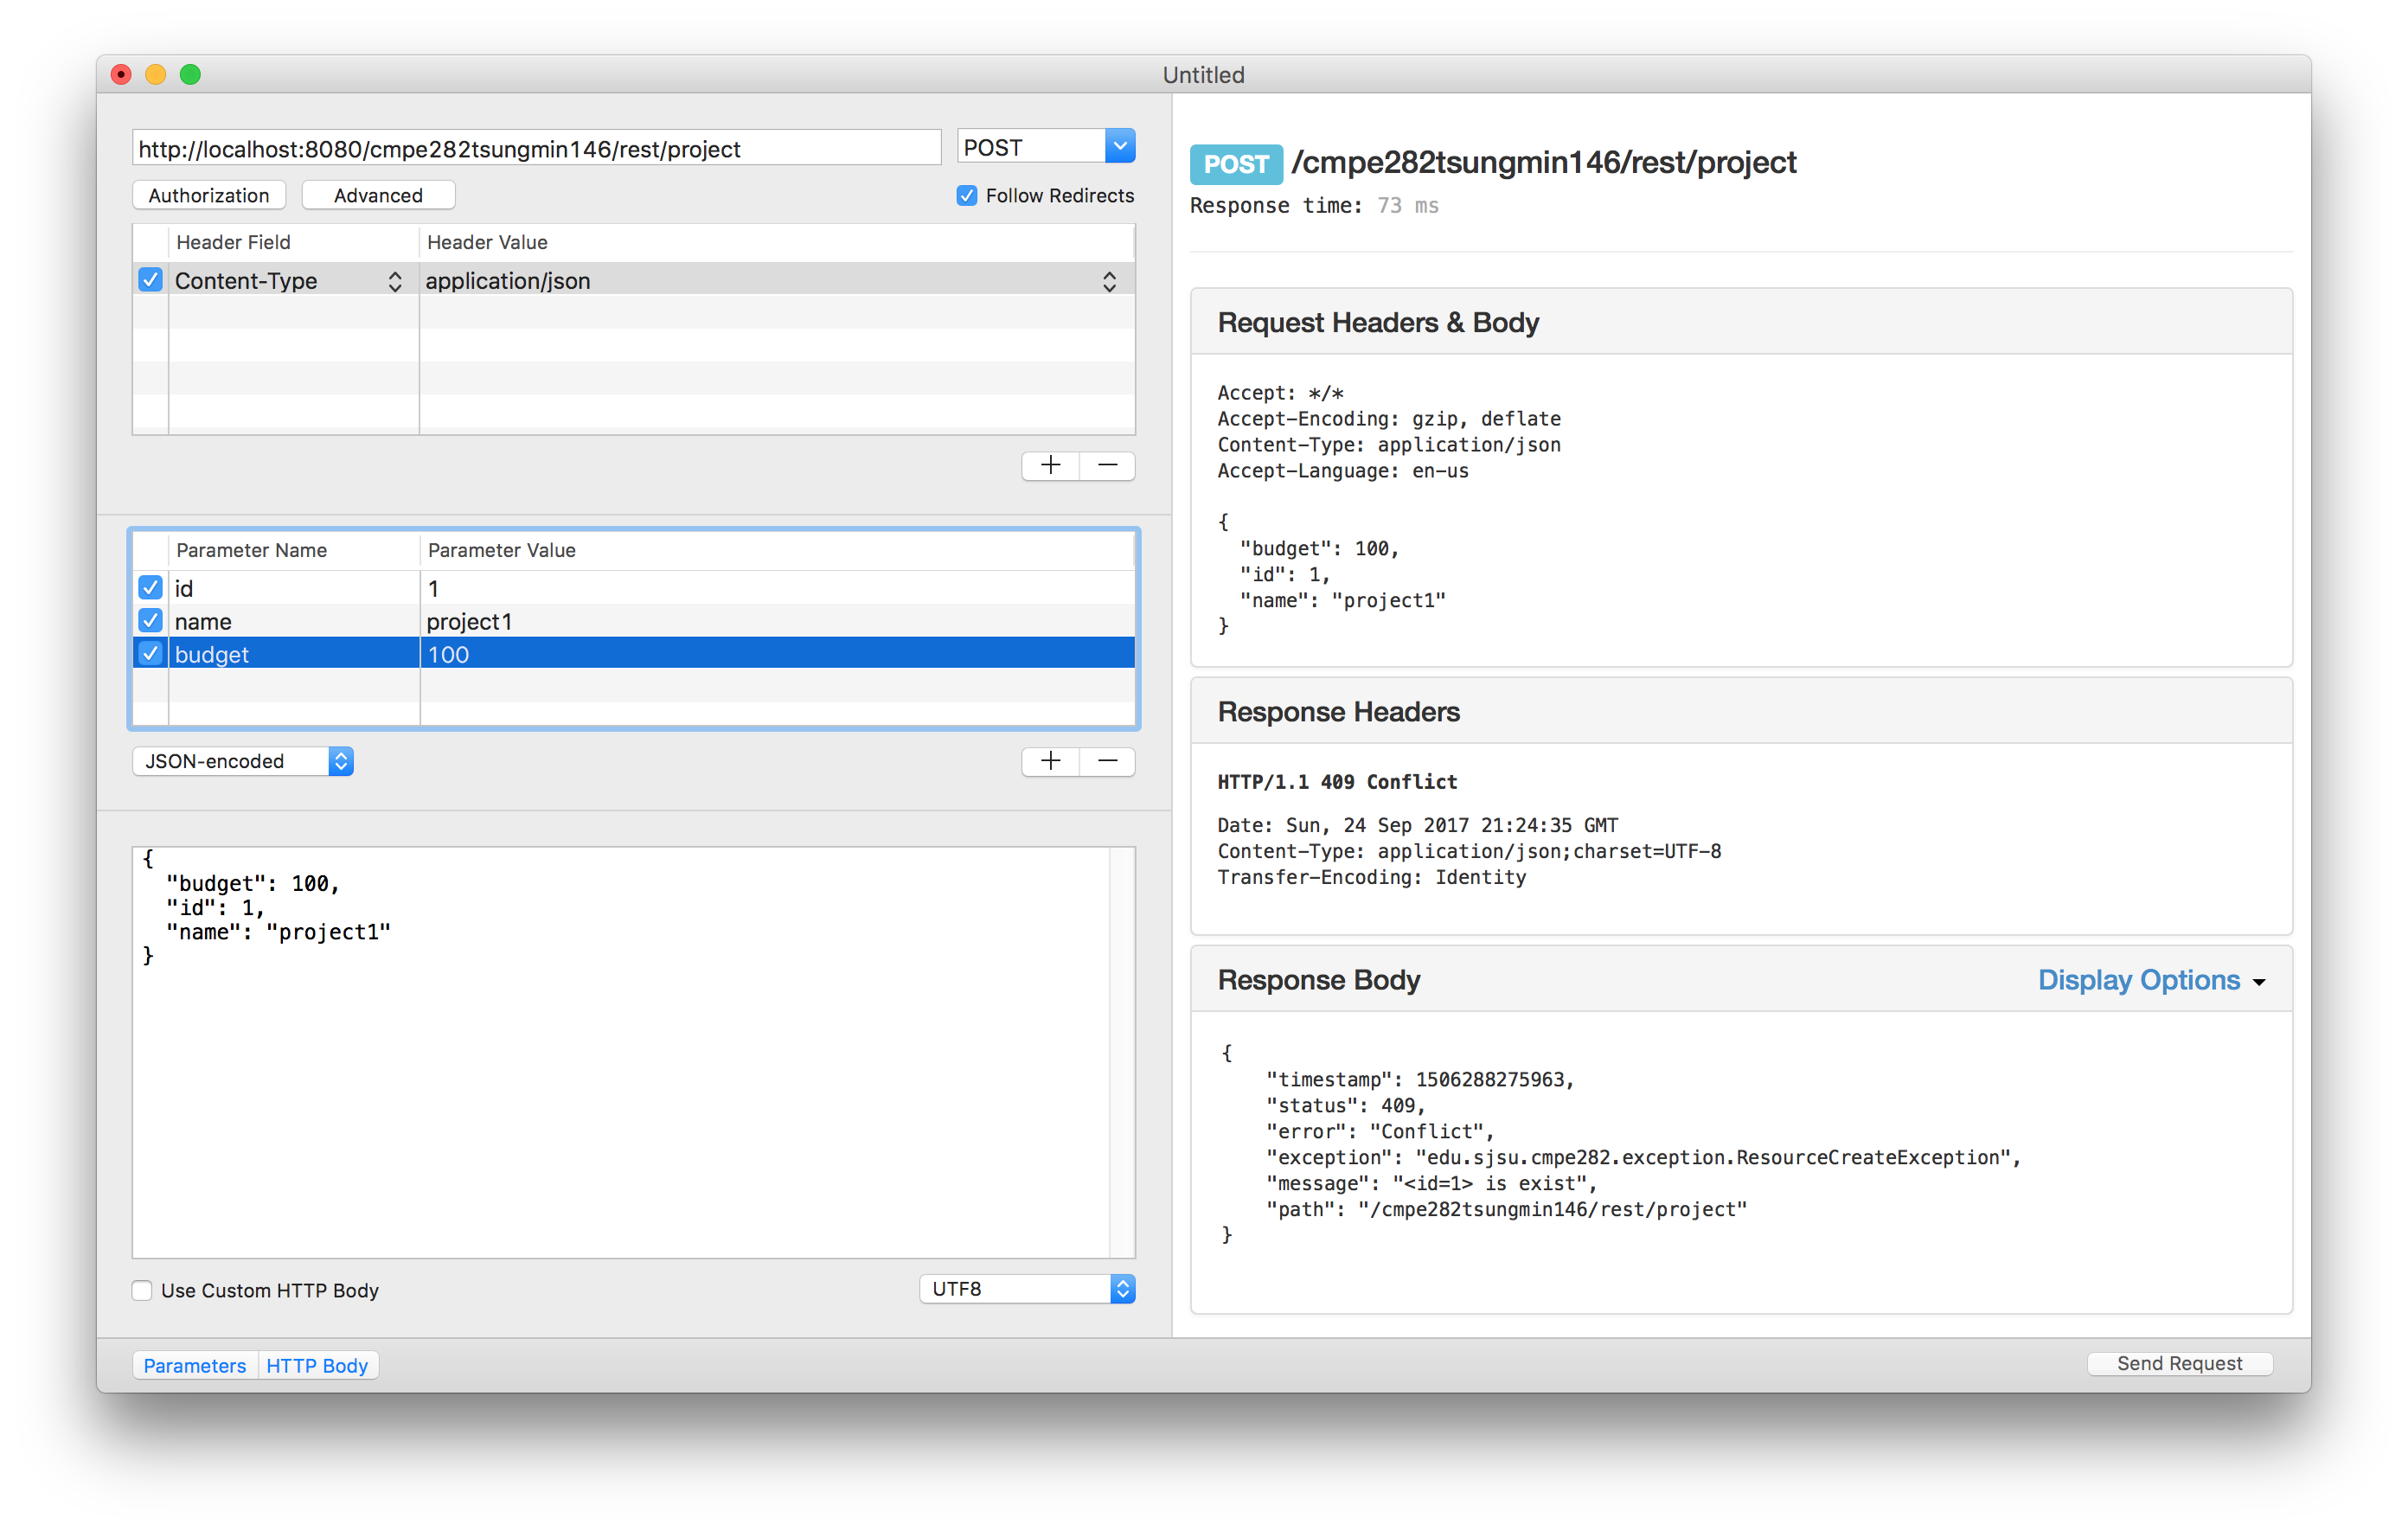 Untitled
http://localhost:8080/cmpe282tsungmin146/rest/project POST
Authorization Advanced Follow Redirects
Header Field Header Value
Content-Type application/json
Parameter Name Parameter Value
id 1
name project1
budget 100
JSON-encoded
{
"budget": 100,
"id": 1,
"name": "project1"
}
Use Custom HTTP Body UTF8
Parameters HTTP Body
POST /cmpe282tsungmin146/rest/project
Response time: 73 ms
Request Headers & Body
Accept: */*
Accept-Encoding: gzip, deflate
Content-Type: application/json
Accept-Language: en-us
{
"budget": 100,
"id": 1,
"name": "project1"
}
Response Headers
HTTP/1.1 409 Conflict
Date: Sun, 24 Sep 2017 21:24:35 GMT
Content-Type: application/json;charset=UTF-8
Transfer-Encoding: Identity
Response Body Display Options
{
"timestamp": 1506288275963,
"status": 409,
"error": "Conflict",
"exception": "edu.sjsu.cmpe282.exception.ResourceCreateException",
"message": "<id=1> is exist",
"path": "/cmpe282tsungmin146/rest/project"
}
Send Request